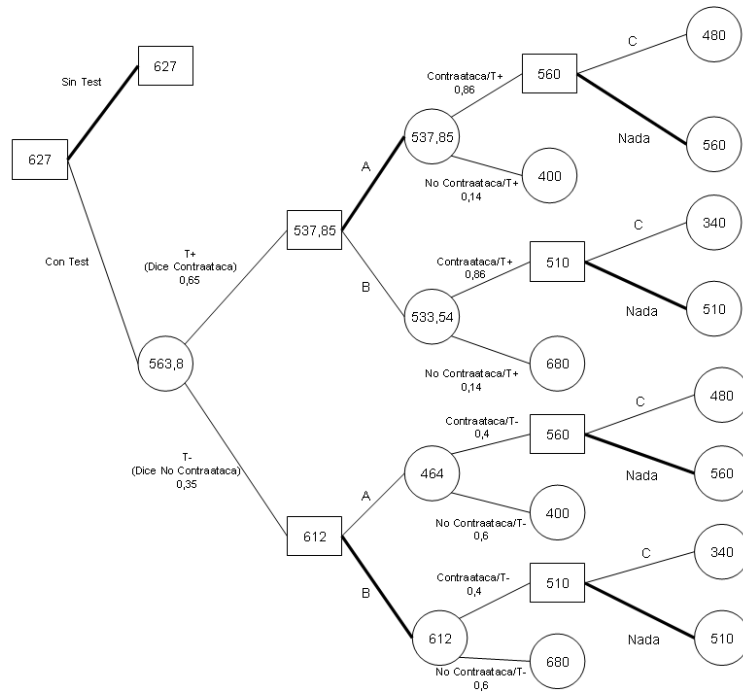 C
480
627
Sin Test
Contraataca/T+
0,86
560
627
537,85
Nada
560
A
No Contraataca/T+
0,14
400
C
340
T+
(Dice Contraataca)
0,65
537,85
Con Test
Contraataca/T+
0,86
510
B
533,54
Nada
510
563,8
No Contraataca/T+
0,14
680
C
480
Contraataca/T-
0,4
560
T-
(Dice No Contraataca)
0,35
464
Nada
560
A
No Contraataca/T-
0,6
400
612
C
340
Contraataca/T-
0,4
510
B
612
Nada
510
No Contraataca/T-
0,6
680